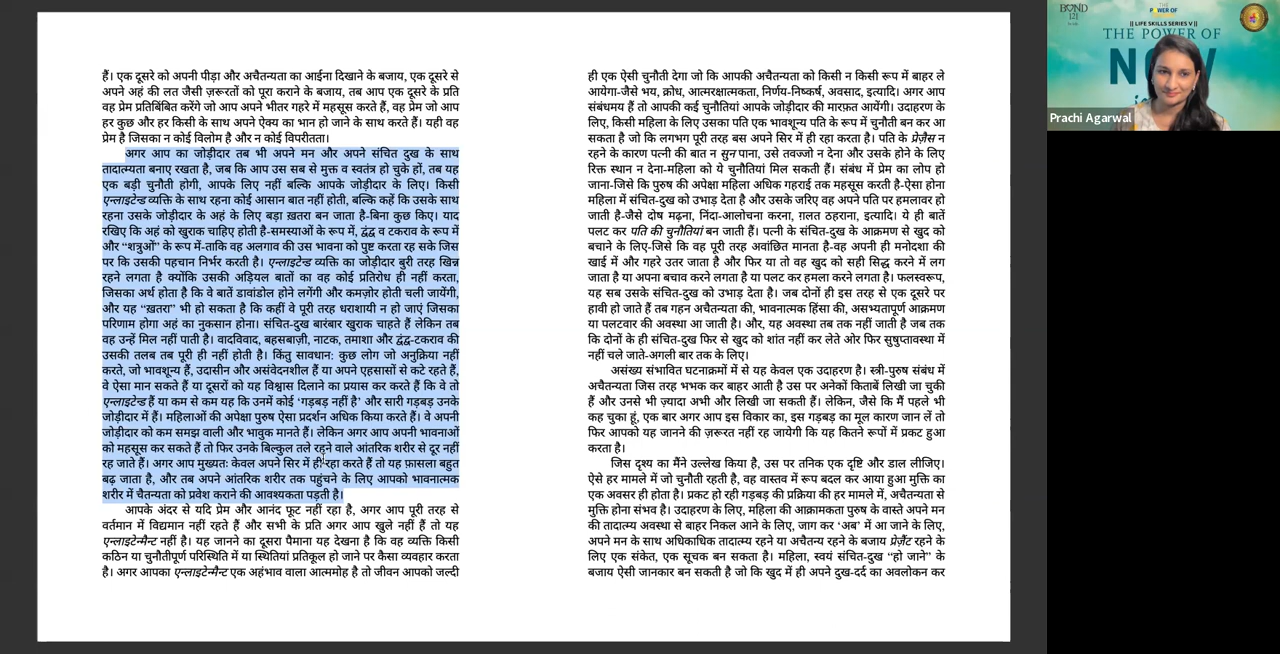 हैं। एक दूसरे को अपनी पीड़ा और अचैतन्यता का आईना दिखाने के बजाय, एक दूसरे से
अपने अहं की लत जैसी ज़रूरतों को पूरा कराने के बजाय, तब आप एक दूसरे के प्रति
वह प्रेम प्रतिबिंबित करेंगे जो आप अपने भीतर गहरे में महसूस करते हैं, वह प्रेम जो आप
हर कुछ और हर किसी के साथ अपने ऐक्य का भान हो जाने के साथ करते हैं। यही वह
प्रेम है जिसका न कोई विलोम है और न कोई विपरीतता।
अगर आप का जोड़ीदार तब भी अपने मन और अपने संचित दुख के साथ
तादात्म्यता बनाए रखता है, जब कि आप उस सब से मुक्त व स्वतंत्र हो चुके हों, तब यह
एक बड़ी चुनौती होगी, आपके लिए नहीं बल्कि आपके जोड़ीदार के लिए। किसी
एन्लाइटेन्ड व्यक्ति के साथ रहना कोई आसान बात नहीं होती, बल्कि कहें कि उसके साथ
रहना उसके जोड़ीदार के अहं के लिए बड़ा ख़तरा बन जाता है-बिना कुछ किए। याद
रखिए कि अहं को खुराक चाहिए होती है-समस्याओं के रूप में, द्वंद्व व टकराव के रूप में
और “शत्रुओं” के रूप में-ताकि वह अलगाव की उस भावना को पुष्ट करता रह सके जिस
पर कि उसकी पहचान निर्भर करती है। एन्लाइटेन्ड व्यक्ति का जोड़ीदार बुरी तरह खिन्न
रहने लगता है क्योंकि उसकी अड़ियल बातों का वह कोई प्रतिरोध ही नहीं करता,
जिसका अर्थ होता है कि वे बातें डावांडोल होने लगेंगी और कमज़ोर होती चली जायेंगी,
और यह “ख़तरा” भी हो सकता है कि कहीं वे पूरी तरह धराशायी न हो जाएं जिसका
परिणाम होगा अहं का नुकसान होना। संचित-दुख बारंबार खुराक चाहते हैं लेकिन तब
वह उन्हें मिल नहीं पाती है। वादविवाद, बहसबाज़ी, नाटक, तमाशा और द्वंद्व-टकराव की
उसकी तलब तब पूरी ही नहीं होती है। किंतु सावधान: कुछ लोग जो अनुक्रिया नहीं
करते, जो भावशून्य हैं, उदासीन और असंवेदनशील हैं या अपने एहसासों से कटे रहते हैं,
वे ऐसा मान सकते हैं या दूसरों को यह विश्वास दिलाने का प्रयास कर करते हैं कि वे तो
एन्लाइटेन्ड हैं या कम से कम यह कि उनमें कोई ‘गड़बड़ नहीं है’ और सारी गड़बड़ उनके
जोड़ीदार में हैं। महिलाओं की अपेक्षा पुरुष ऐसा प्रदर्शन अधिक किया करते हैं। वे अपनी
जोड़ीदार को कम समझ वाली और भावुक मानते हैं। लेकिन अगर आप अपनी भावनाओं
को महसूस कर सकते हैं तो फिर उनके बिल्कुल तले रहने वाले आंतरिक शरीर से दूर नहीं
रह जाते हैं। अगर आप मुख्यतः केवल अपने सिर में ही रहा करते हैं तो यह फ़ासला बहुत
बढ़ जाता है, और तब अपने आंतरिक शरीर तक पहुंचने के लिए आपको भावनात्मक
शरीर में चैतन्यता को प्रवेश कराने की आवश्यकता पड़ती है।
आपके अंदर से यदि प्रेम और आनंद फूट नहीं रहा है, अगर आप पूरी तरह से
वर्तमान में विद्यमान नहीं रहते हैं और सभी के प्रति अगर आप खुले नहीं हैं तो यह
एन्लाइटेन्मैन्ट नहीं है। यह जानने का दूसरा पैमाना यह देखना है कि वह व्यक्ति किसी
कठिन या चुनौतीपूर्ण परिस्थिति में या स्थितियां प्रतिकूल हो जाने पर कैसा व्यवहार करता
है। अगर आपका एन्लाइटेन्मैन्ट एक अहंभाव वाला आत्ममोह है तो जीवन आपको जल्दी
ही एक ऐसी चुनौती देगा जो कि आपकी अचैतन्यता को किसी न किसी रूप में बाहर ले
आयेगा-जैसे भय, क्रोध, आत्मरक्षात्मकता, निर्णय-निष्कर्ष, अवसाद, इत्यादि। अगर आप
संबंधमय हैं तो आपकी कई चुनौतियां आपके जोड़ीदार की मारफ़त आयेंगी। उदाहरण के
लिए, किसी महिला के लिए उसका पति एक भावशून्य पति के रूप में चुनौती बन कर आ
सकता है जो कि लगभग पूरी तरह बस अपने सिर में ही रहा करता है। पति के प्रेज़ैंस न
रहने के कारण पत्नी की बात न सुन पाना, उसे तवज्जो न देना और उसके होने के लिए
रिक्त स्थान न देना-महिला को ये चुनौतियां मिल सकती हैं। संबंध में प्रेम का लोप हो
जाना-जिसे कि पुरुष की अपेक्षा महिला अधिक गहराई तक महसूस करती है-ऐसा होना
महिला में संचित-दुख को उभाड़ देता है और उसके जरिए वह अपने पति पर हमलावर हो
जाती है-जैसे दोष मढ़ना, निंदा-आलोचना करना, ग़लत ठहराना, इत्यादि। ये ही बातें
पलट कर पति की चुनौतियां बन जाती हैं। पत्नी के संचित-दुख के आक्रमण से खुद को
बचाने के लिए-जिसे कि वह पूरी तरह अवांछित मानता है-वह अपनी ही मनोदशा की
खाई में और गहरे उतर जाता है और फिर या तो वह खुद को सही सिद्ध करने में लग
जाता है या अपना बचाव करने लगता है या पलट कर हमला करने लगता है। फलस्वरूप,
यह सब उसके संचित-दुख को उभाड़ देता है। जब दोनों ही इस तरह से एक दूसरे पर
हावी हो जाते हैं तब गहन अचैतन्यता की, भावनात्मक हिंसा की, असभ्यतापूर्ण आक्रमण
या पलटवार की अवस्था आ जाती है। और, यह अवस्था तब तक नहीं जाती है जब तक
कि दोनों के ही संचित-दुख फिर से खुद को शांत नहीं कर लेते ओर फिर सुषुप्तावस्था में
नहीं चले जाते-अगली बार तक के लिए।
असंख्य संभावित घटनाक्रमों में से यह केवल एक उदाहरण है। स्त्री-पुरुष संबंध में
अचैतन्यता जिस तरह भभक कर बाहर आती है उस पर अनेकों किताबें लिखी जा चुकी
हैं और उनसे भी ज़्यादा अभी और लिखी जा सकती हैं। लेकिन, जैसे कि मैं पहले भी
कह चुका हूं, एक बार अगर आप इस विकार का, इस गड़बड़ का मूल कारण जान लें तो
फिर आपको यह जानने की ज़रूरत नहीं रह जायेगी कि यह कितने रूपों में प्रकट हुआ
करता है।
जिस दृश्य का मैंने उल्लेख किया है, उस पर तनिक एक दृष्टि और डाल लीजिए।
ऐसे हर मामले में जो चुनौती रहती है, वह वास्तव में रूप बदल कर आया हुआ मुक्ति का
एक अवसर ही होता है। प्रकट हो रही गड़बड़ की प्रक्रिया की हर मामले में, अचैतन्यता से
मुक्ति होना संभव है। उदाहरण के लिए, महिला की आक्रामकता पुरुष के वास्ते अपने मन
की तादात्म्य अवस्था से बाहर निकल आने के लिए, जाग कर ‘अब’ में आ जाने के लिए,
अपने मन के साथ अधिकाधिक तादात्म्य रहने या अचैतन्य रहने के बजाय प्रेज़ैंट रहने के
लिए एक संकेत, एक सूचक बन सकता है। महिला, स्वयं संचित-दुख “हो जाने” के
बजाय ऐसी जानकार बन सकती है जो कि खुद में ही अपने दुख-दर्द का अवलोकन कर
BOND
121
THE
POWER OF
|| LIFE SKILLS SERIES V ||
THE POWER OF
Prachi Agarwal